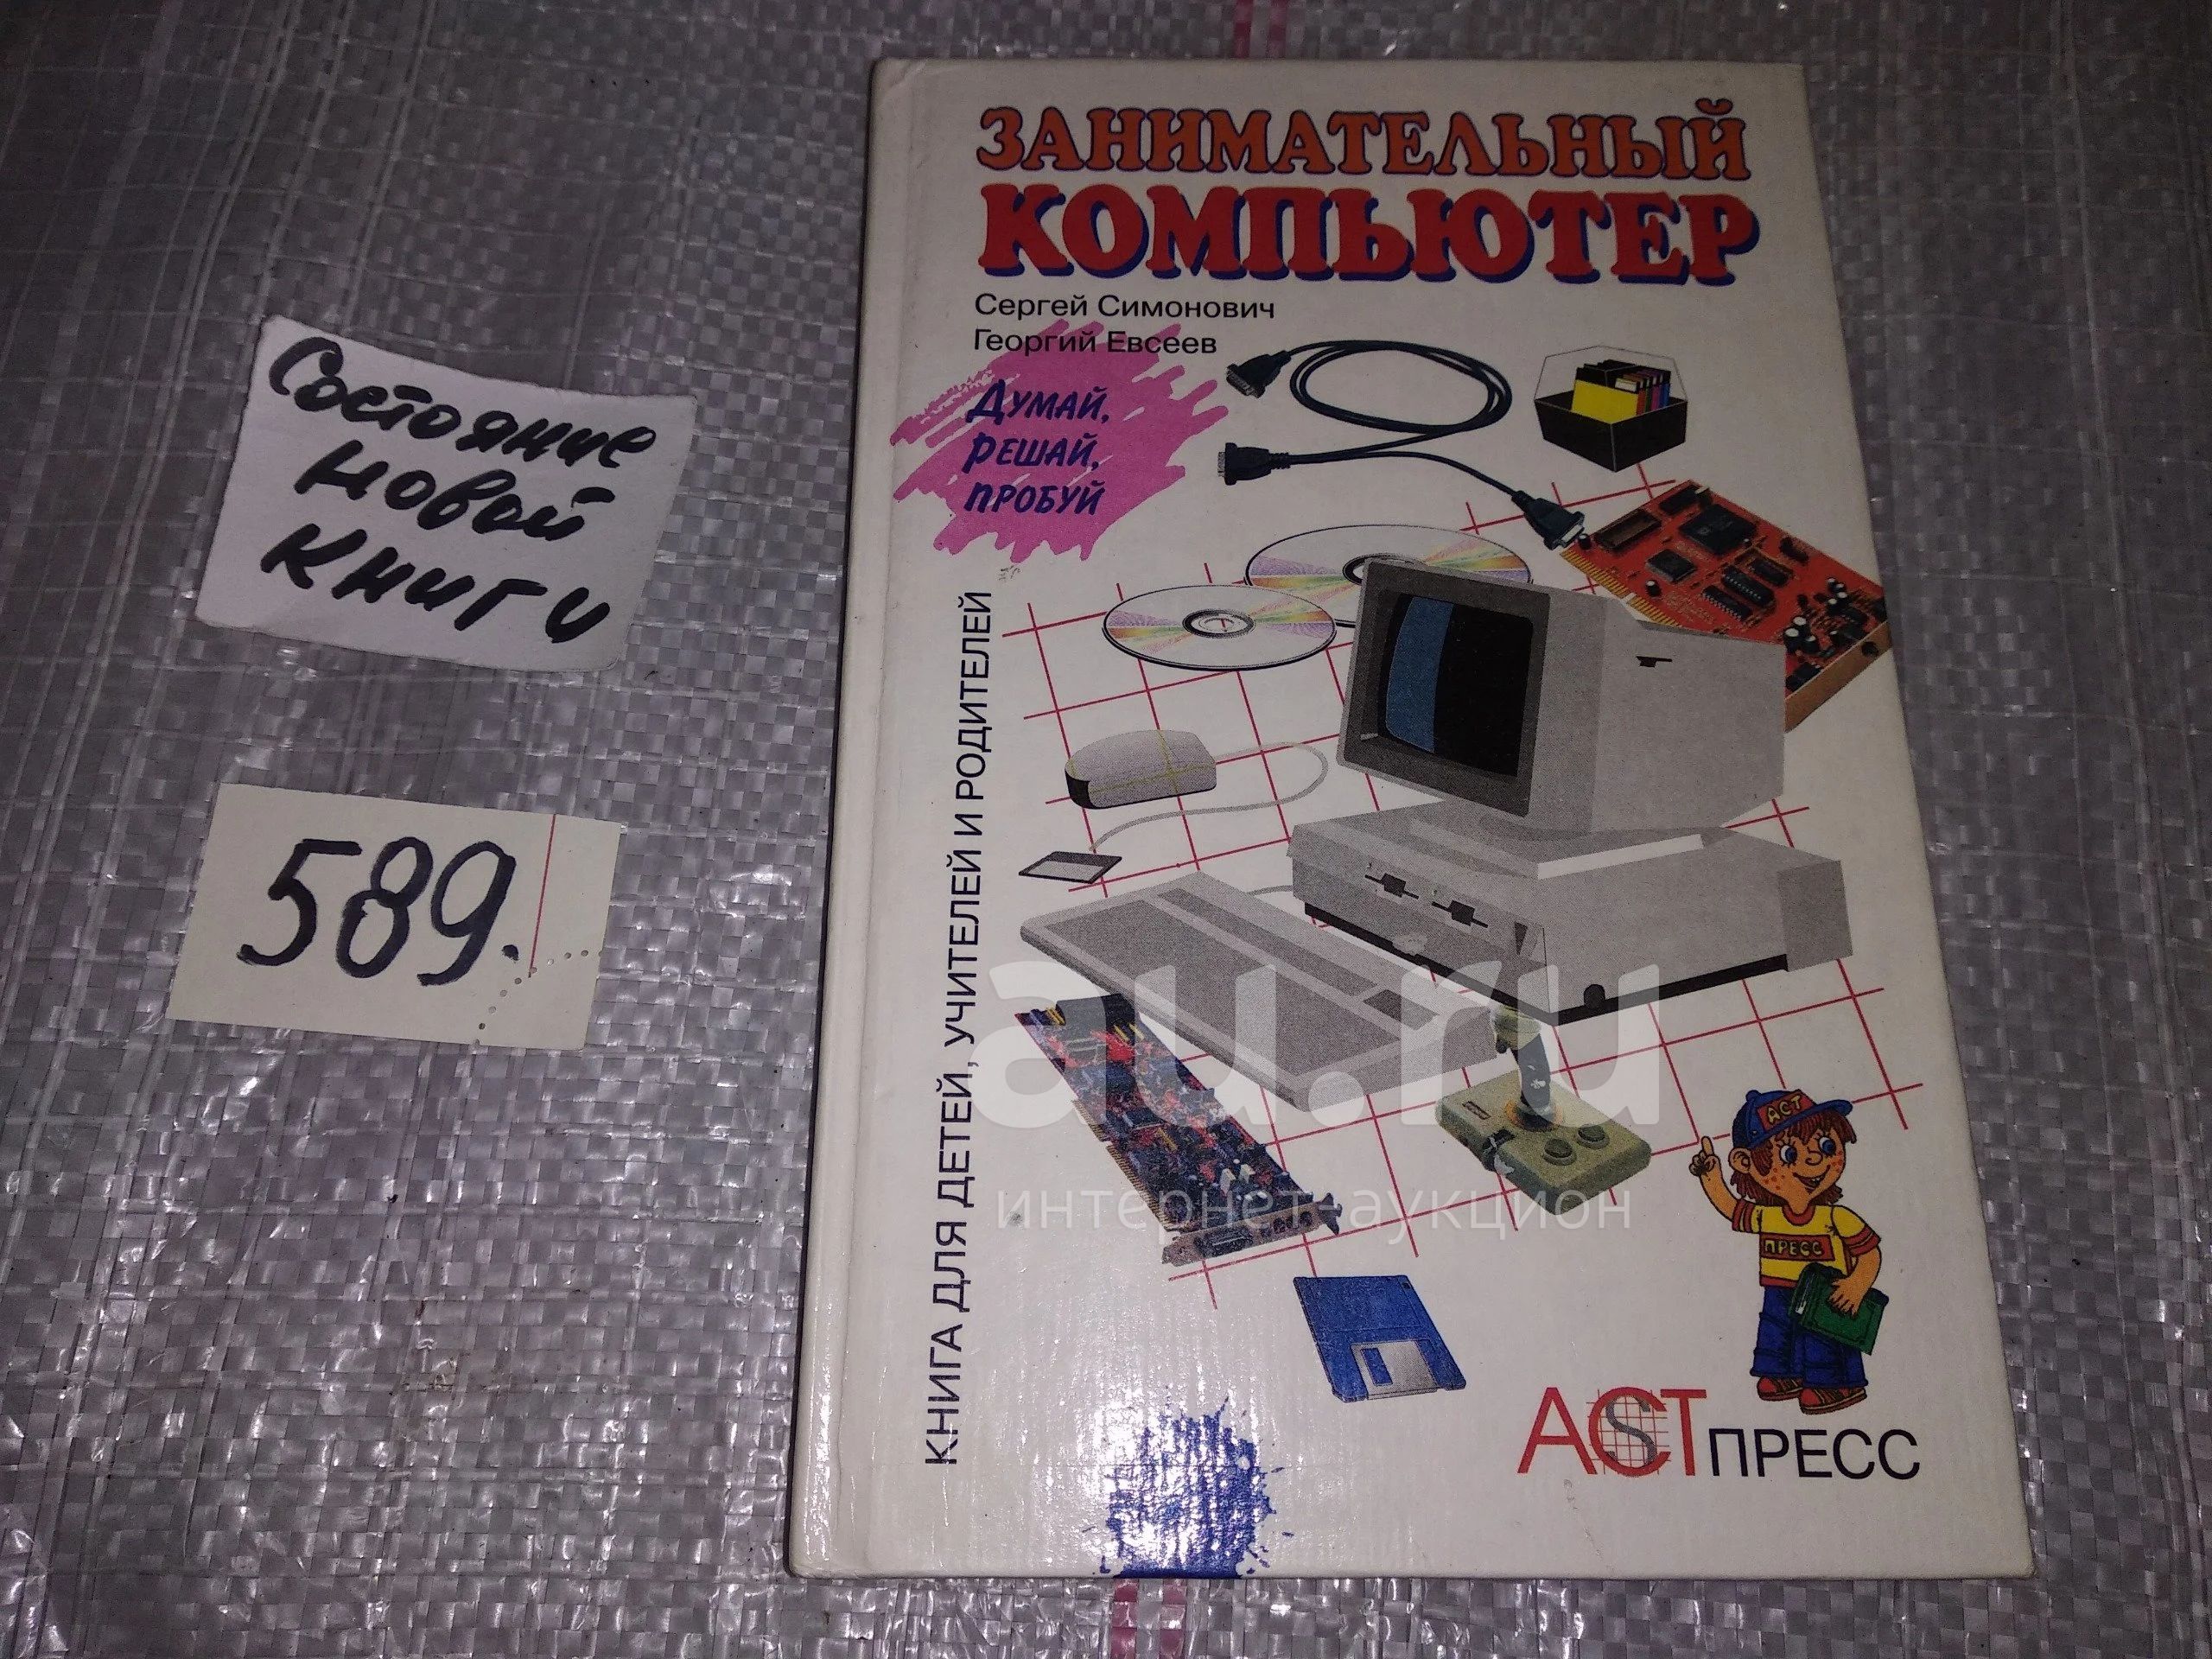 Состояние
новой
книги
589.
ЗАНИМАТЕЛЬНЫЙ
КОМПЬЮТЕР
Сергей Симонович
Георгий Евсеев
ДУМАЙ,
РЕШАЙ,
ПРОБУЙ
КНИГА ДЛЯ ДЕТЕЙ, УЧИТЕЛЕЙ И РОДИТЕЛЕЙ
au.ru
интернет-аукцион
АСТ
ПРЕСС
АСТ ПРЕСС